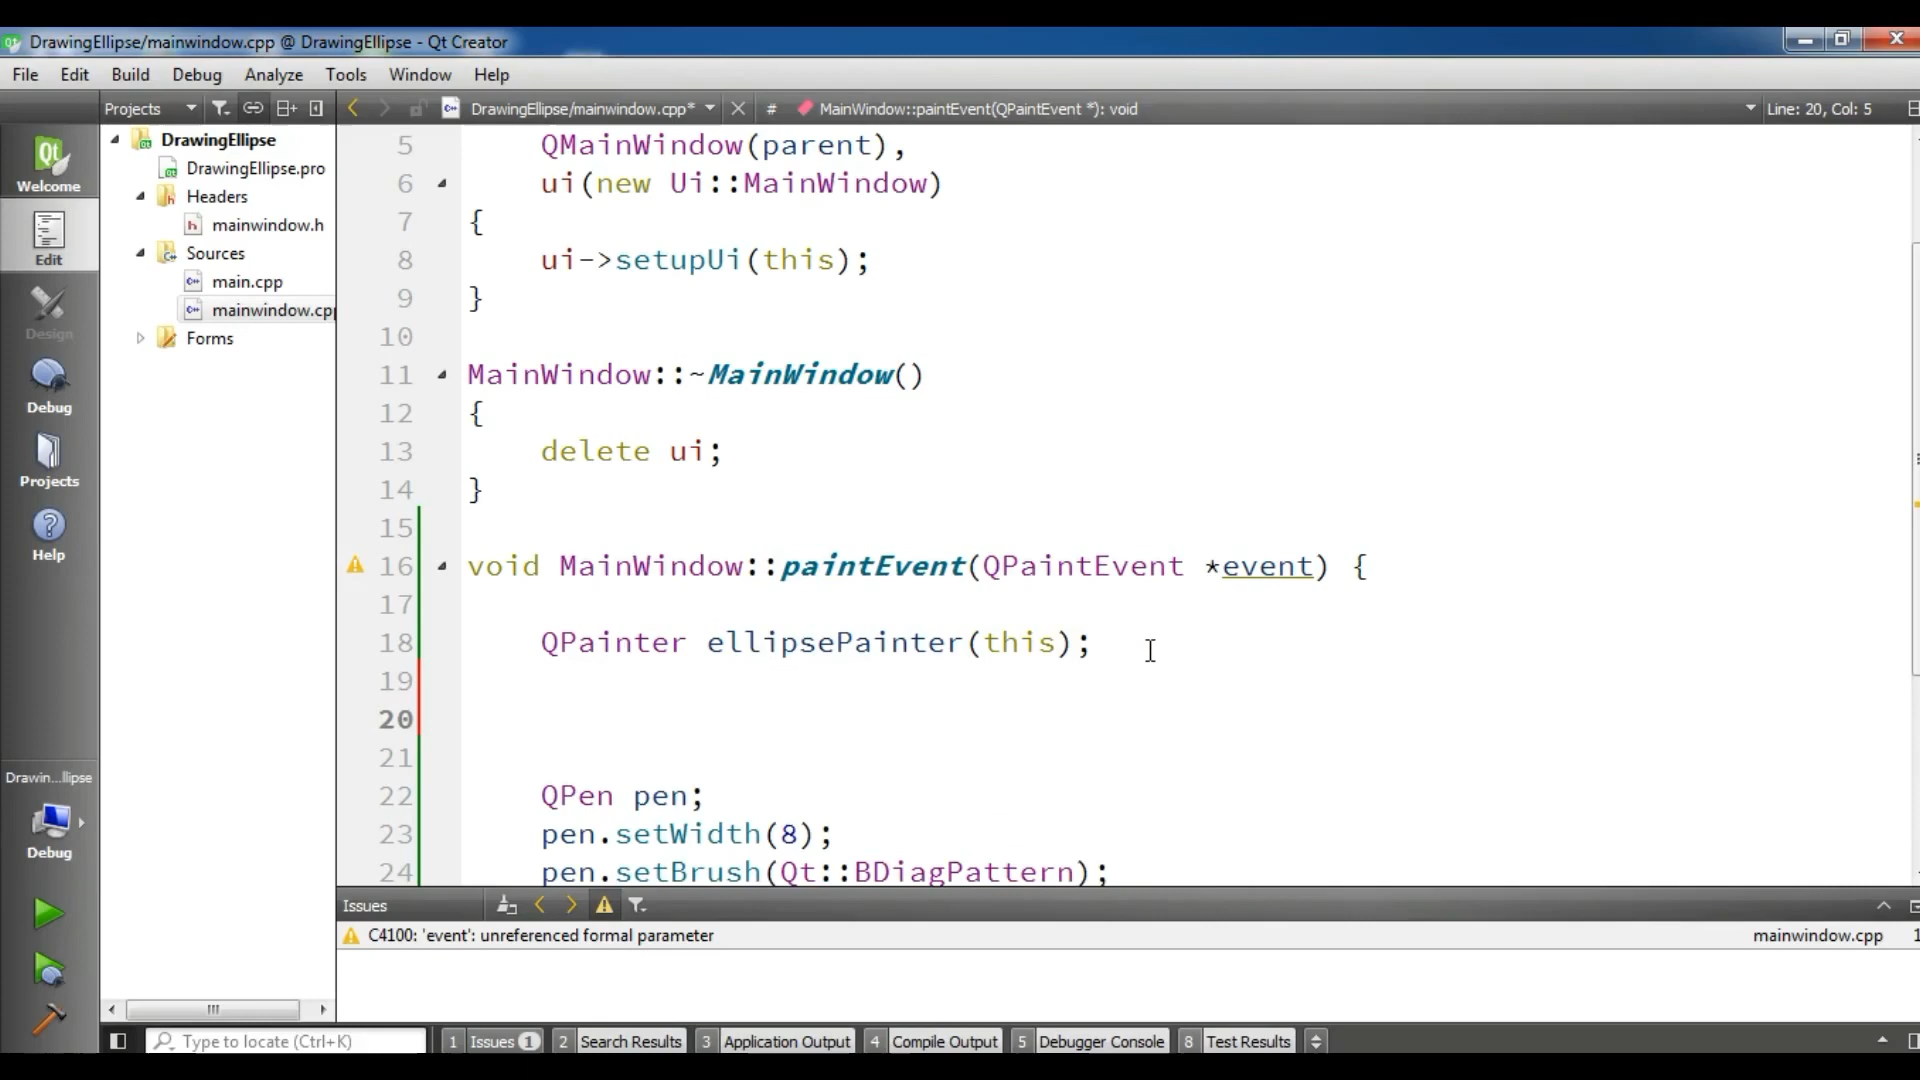 DrawingEllipse/mainwindow.cpp @ DrawingEllipse - Qt Creator
File Edit Build Debug Analyze Tools Window Help
Projects DrawingEllipse/mainwindow.cpp* # MainWindow::paintEvent(QPaintEvent *): void Line: 20, Col: 5
Welcome
Edit
Design
Debug
Projects
Help
Drawin...llipse
Debug
DrawingEllipse
DrawingEllipse.pro
Headers
mainwindow.h
Sources
main.cpp
mainwindow.cpp
Forms
5 QMainWindow(parent),
6 ui(new Ui::MainWindow)
7 {
8 ui->setupUi(this);
9 }
10
11 MainWindow::~MainWindow()
12 {
13 delete ui;
14 }
15
16 void MainWindow::paintEvent(QPaintEvent *event) {
17
18 QPainter ellipsePainter(this);
19
20
21
22 QPen pen;
23 pen.setWidth(8);
24 pen.setBrush(Qt::BDiagPattern);
Issues
C4100: 'event': unreferenced formal parameter mainwindow.cpp 1
Type to locate (Ctrl+K) 1 Issues 1 2 Search Results 3 Application Output 4 Compile Output 5 Debugger Console 8 Test Results